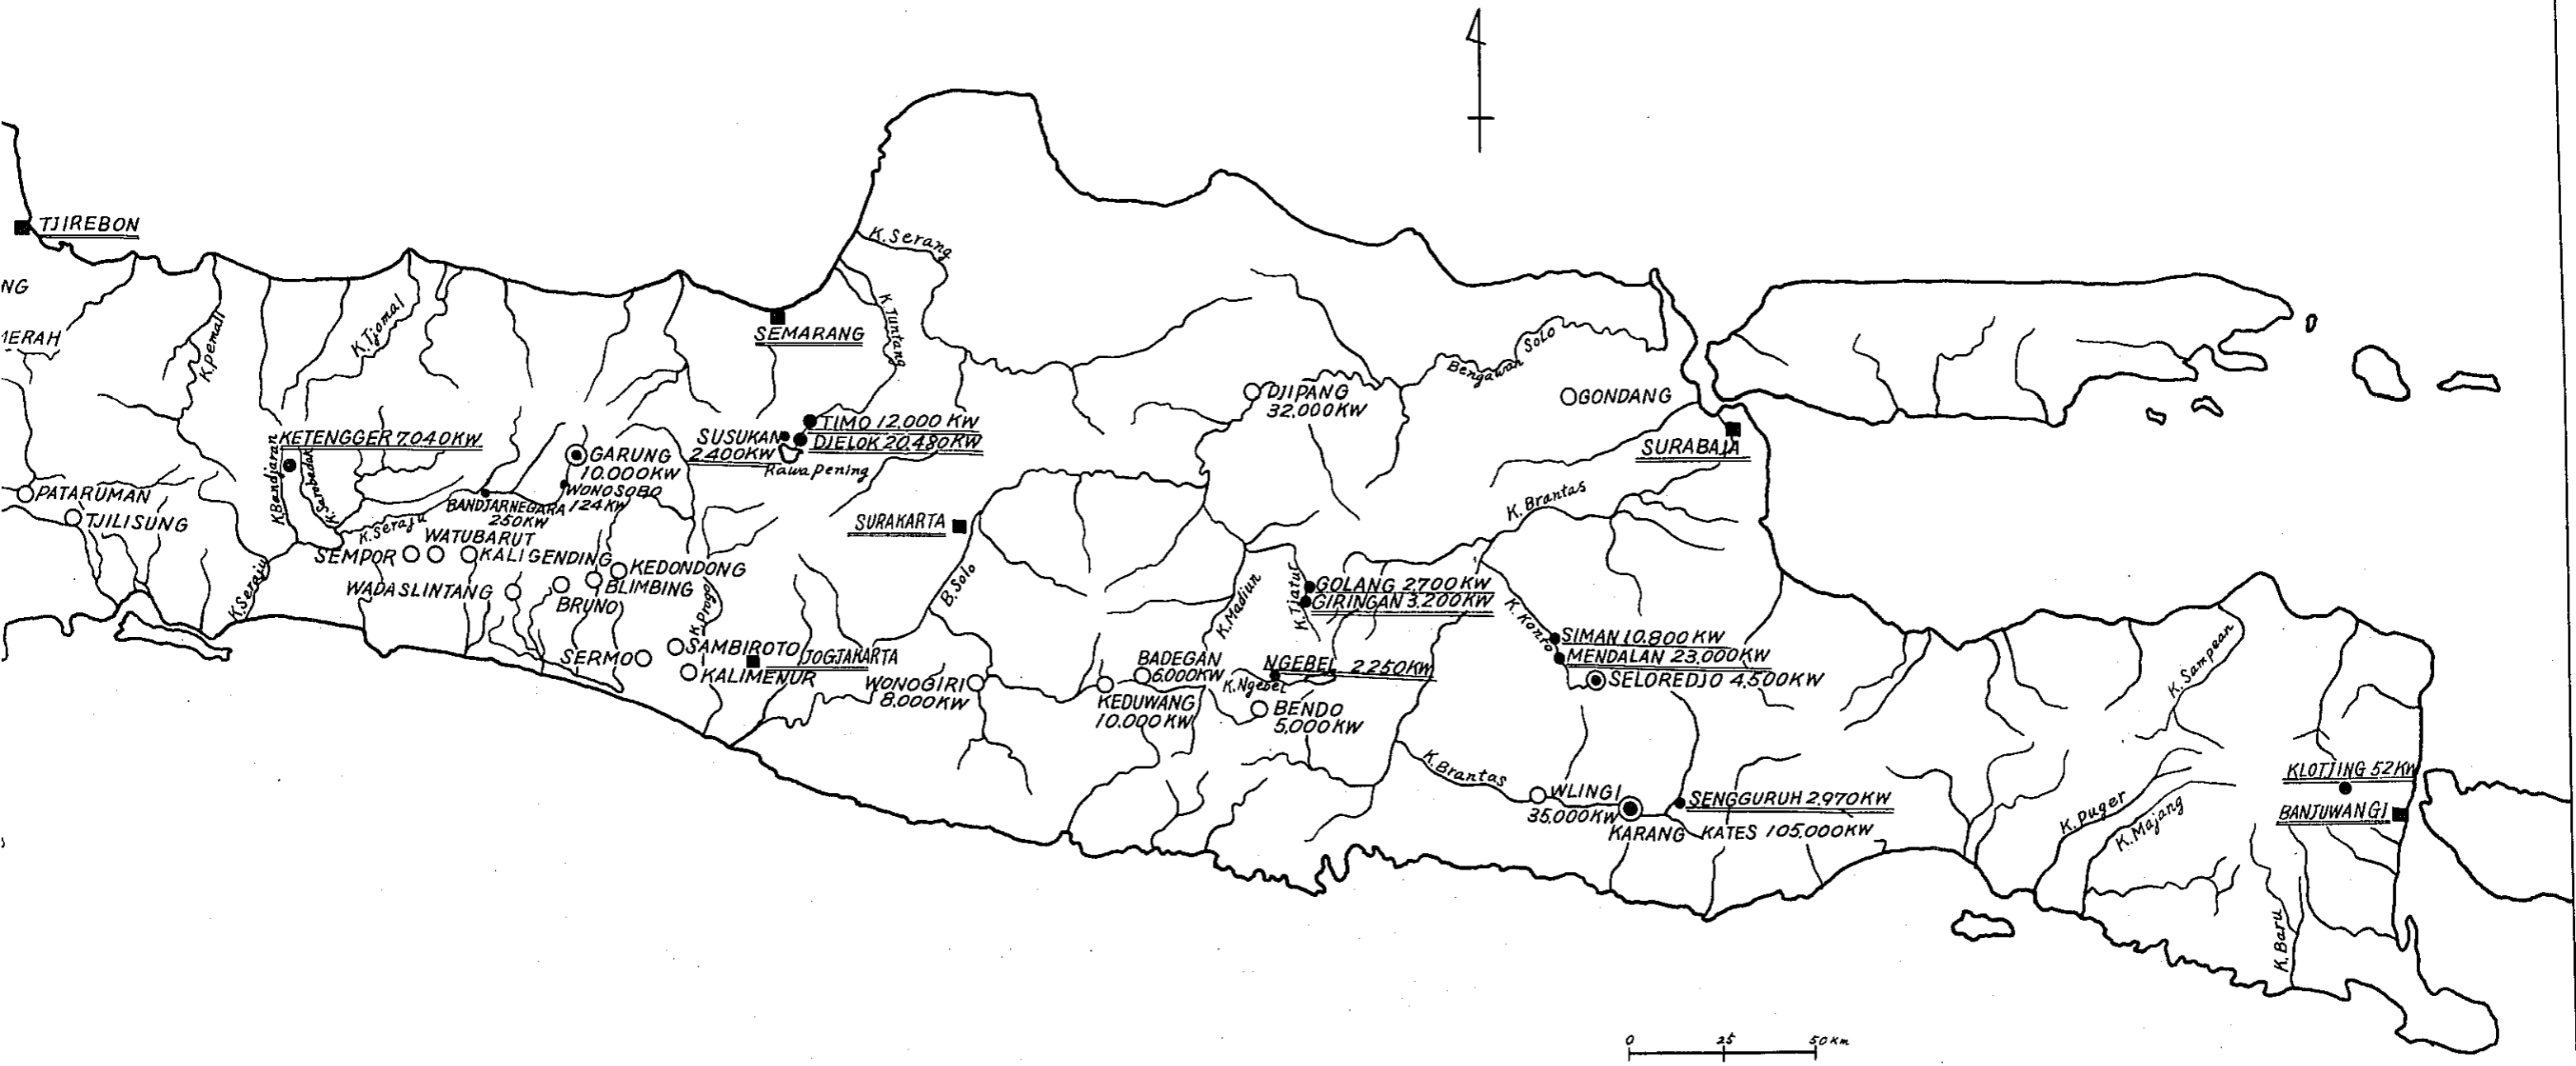 TJIREBON
K. Serang
NG
K. Tjomal
K. Tuntang
K. pemali
SEMARANG
Bengawan Solo
DJIPANG
32,000KW
GONDANG
TIMO 12,000 KW
SUSUKAN
2.400KW
DJELOK 20,480KW
Rawa Pening
KETENGGER 7.040KW
GARUNG
10.000KW
WONOSOBO
124KW
SURABAJA
K.Bandjaran
PATARUMAN
TJILISUNG
BANDJARNEGARA
250KW
K. Brantas
SURAKARTA
K.Seraju
WATUBARUT
SEMPOR
KALIGENDING
KEDONDONG
BLIMBING
WADASLINTANG
BRUNO
K.Seraju
K.Progo
B.Solo
K.Madiun
K.Tjatur
GOLANG 2.700KW
GIRINGAN 3.200KW
K. Konto
SIMAN 10.800 KW
MENDALAN 23,000KW
SELOREDJO 4,500KW
SAMBIROTO
SERMO
JOGJAKARTA
KALIMENUR
WONOGIRI
8.000KW
BADEGAN
6.000KW
KEDUWANG
10.000KW
NGEBEL 2.250KW
K.Ngebel
BENDO
5,000KW
K.Sampean
K.Brantas
WLINGI
35,000KW
KARANG KATES 105,000KW
SENGGURUH 2.970KW
KLOTJING 52KW
BANJUWANGI
K.Puger
K.Majang
K.Baru
0 25 50 Km